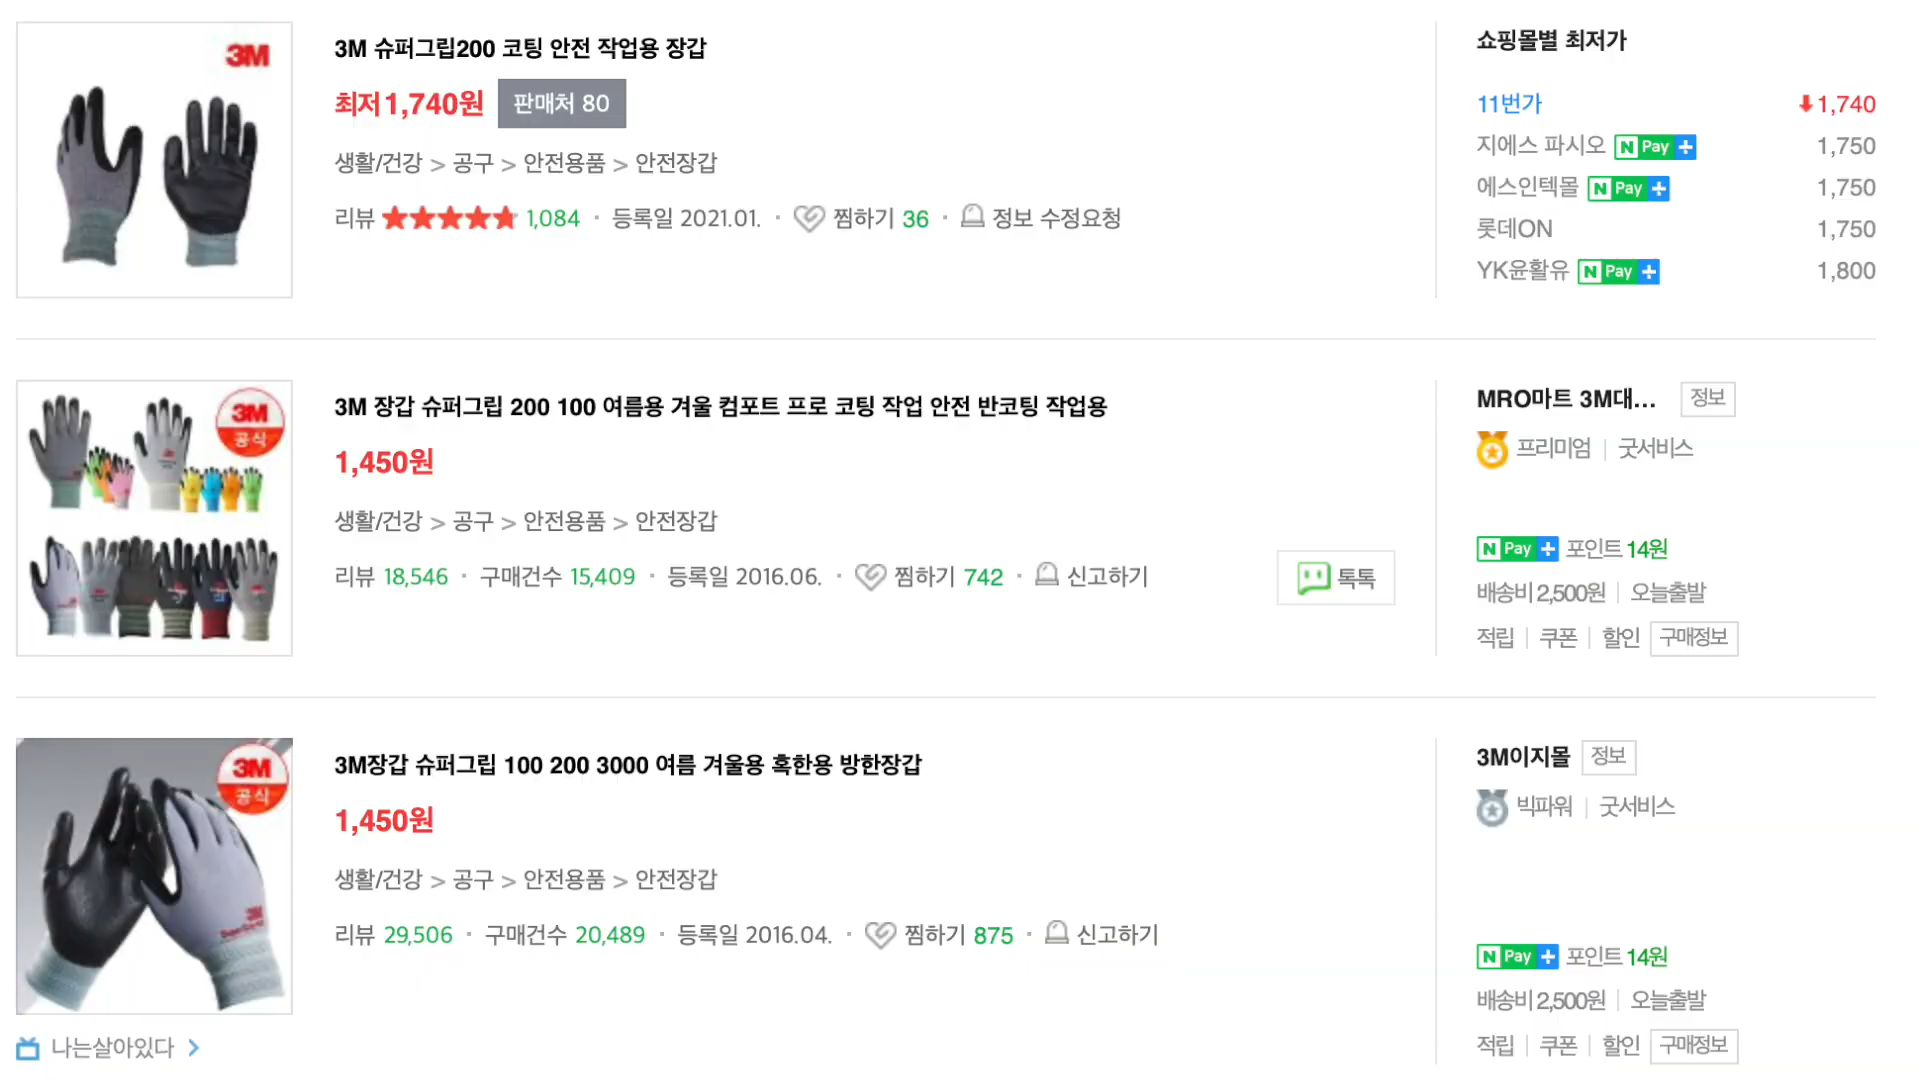 3M
3M 슈퍼그립200 코팅 안전 작업용 장갑
최저 1,740원 판매처 80
생활/건강 > 공구 > 안전용품 > 안전장갑
리뷰 ★★★★★ 1,084 · 등록일 2021.01. · 찜하기 36 · 정보 수정요청
쇼핑몰별 최저가
11번가 1,740
지에스 파시오 N Pay + 1,750
에스인텍몰 N Pay + 1,750
롯데ON 1,750
YK윤활유 N Pay + 1,800
3M
공식
3M 장갑 슈퍼그립 200 100 여름용 겨울 컴포트 프로 코팅 작업 안전 반코팅 작업용
1,450원
생활/건강 > 공구 > 안전용품 > 안전장갑
리뷰 18,546 · 구매건수 15,409 · 등록일 2016.06. · 찜하기 742 · 신고하기
톡톡
MRO마트 3M대... 정보
프리미엄 | 굿서비스
N Pay + 포인트 14원
배송비 2,500원 | 오늘출발
적립 | 쿠폰 | 할인 구매정보
3M
공식
3M
3M장갑 슈퍼그립 100 200 3000 여름 겨울용 혹한용 방한장갑
1,450원
생활/건강 > 공구 > 안전용품 > 안전장갑
리뷰 29,506 · 구매건수 20,489 · 등록일 2016.04. · 찜하기 875 · 신고하기
나는살아있다 >
3M이지몰 정보
빅파워 | 굿서비스
N Pay + 포인트 14원
배송비 2,500원 | 오늘출발
적립 | 쿠폰 | 할인 구매정보